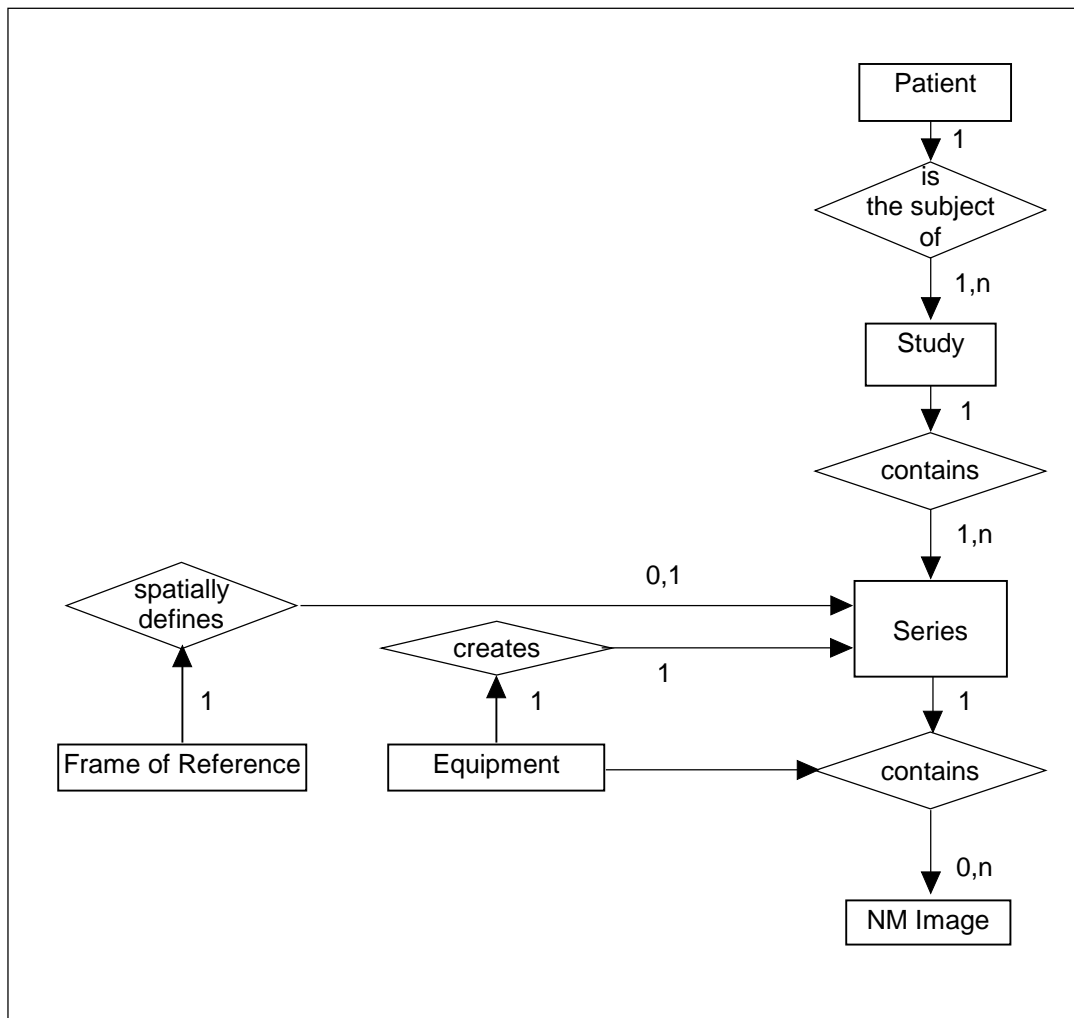 Patient
1
is
the subject
of
1,n
Study
1
contains
1,n
spatially
defines
0,1
Series
creates
1
1
1
1
Frame of Reference
Equipment
contains
0,n
NM Image